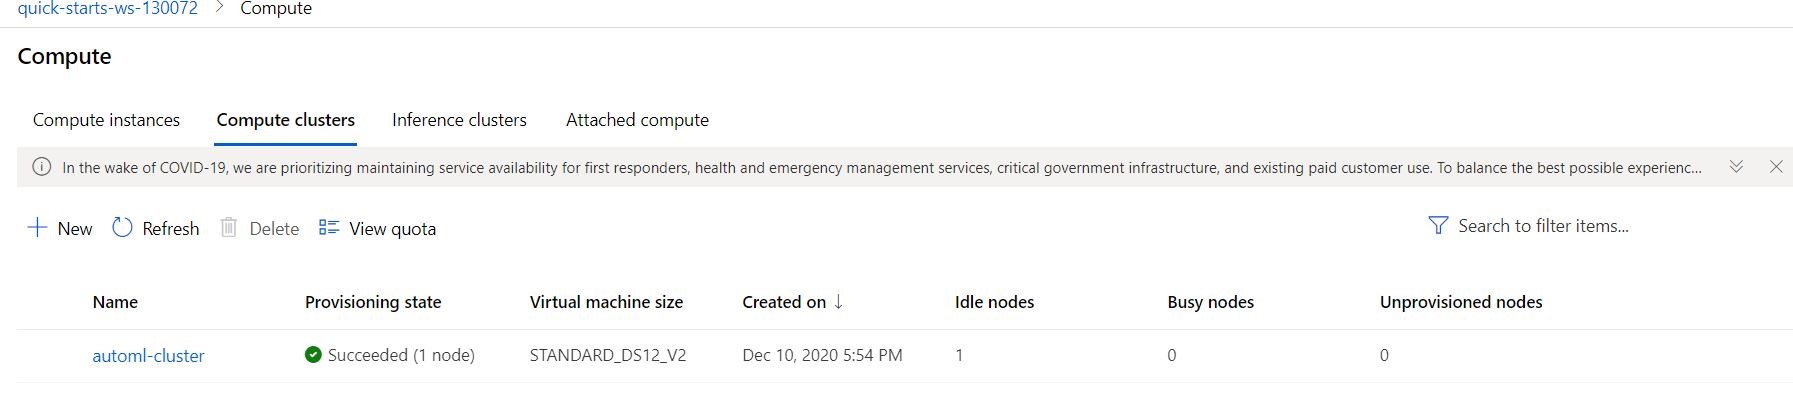 quick-starts-ws-130072 > Compute
Compute
Compute instances Compute clusters Inference clusters Attached compute
In the wake of COVID-19, we are prioritizing maintaining service availability for first responders, health and emergency management services, critical government infrastructure, and existing paid customer use. To balance the best possible experienc...
New Refresh Delete View quota Search to filter items...
Name Provisioning state Virtual machine size Created on ↓ Idle nodes Busy nodes Unprovisioned nodes
automl-cluster Succeeded (1 node) STANDARD_DS12_V2 Dec 10, 2020 5:54 PM 1 0 0